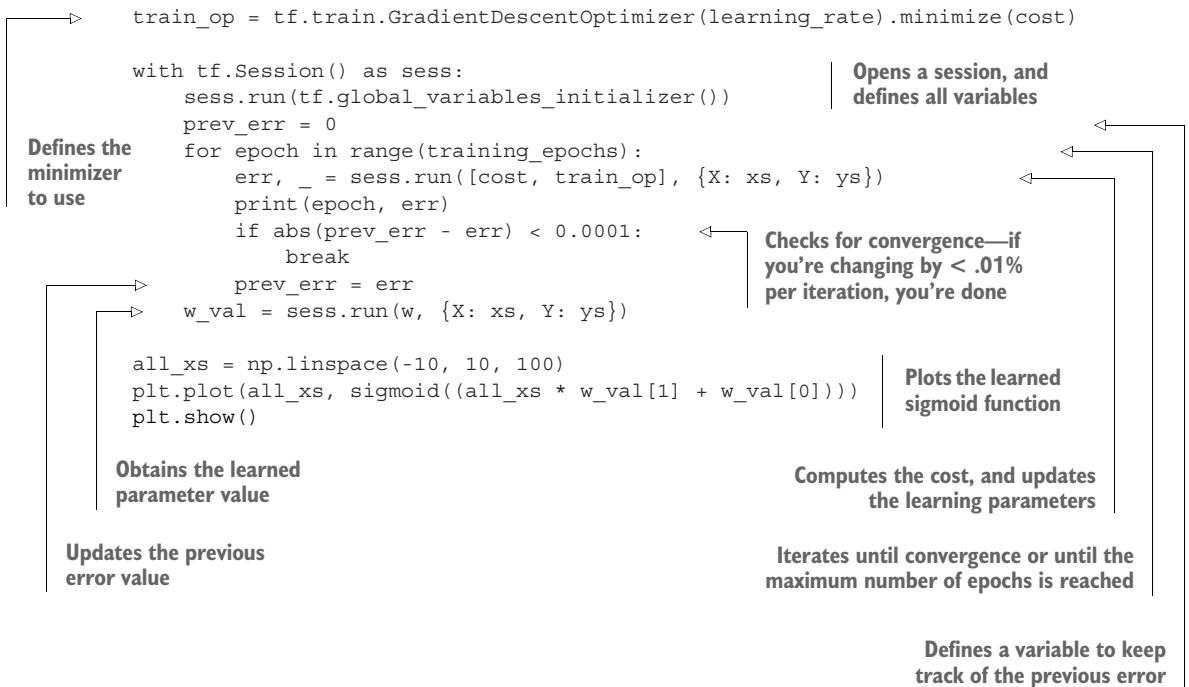 train_op = tf.train.GradientDescentOptimizer(learning_rate).minimize(cost)
with tf.Session() as sess:
    sess.run(tf.global_variables_initializer())
    prev_err = 0
    for epoch in range(training_epochs):
        err, _ = sess.run([cost, train_op], {X: xs, Y: ys})
        print(epoch, err)
        if abs(prev_err - err) < 0.0001:
            break
        prev_err = err
    w_val = sess.run(w, {X: xs, Y: ys})
all_xs = np.linspace(-10, 10, 100)
plt.plot(all_xs, sigmoid((all_xs * w_val[1] + w_val[0])))
plt.show()
Opens a session, and
defines all variables
Defines the
minimizer
to use
Checks for convergence—if
you're changing by < .01%
per iteration, you're done
Plots the learned
sigmoid function
Obtains the learned
parameter value
Computes the cost, and updates
the learning parameters
Updates the previous
error value
Iterates until convergence or until the
maximum number of epochs is reached
Defines a variable to keep
track of the previous error